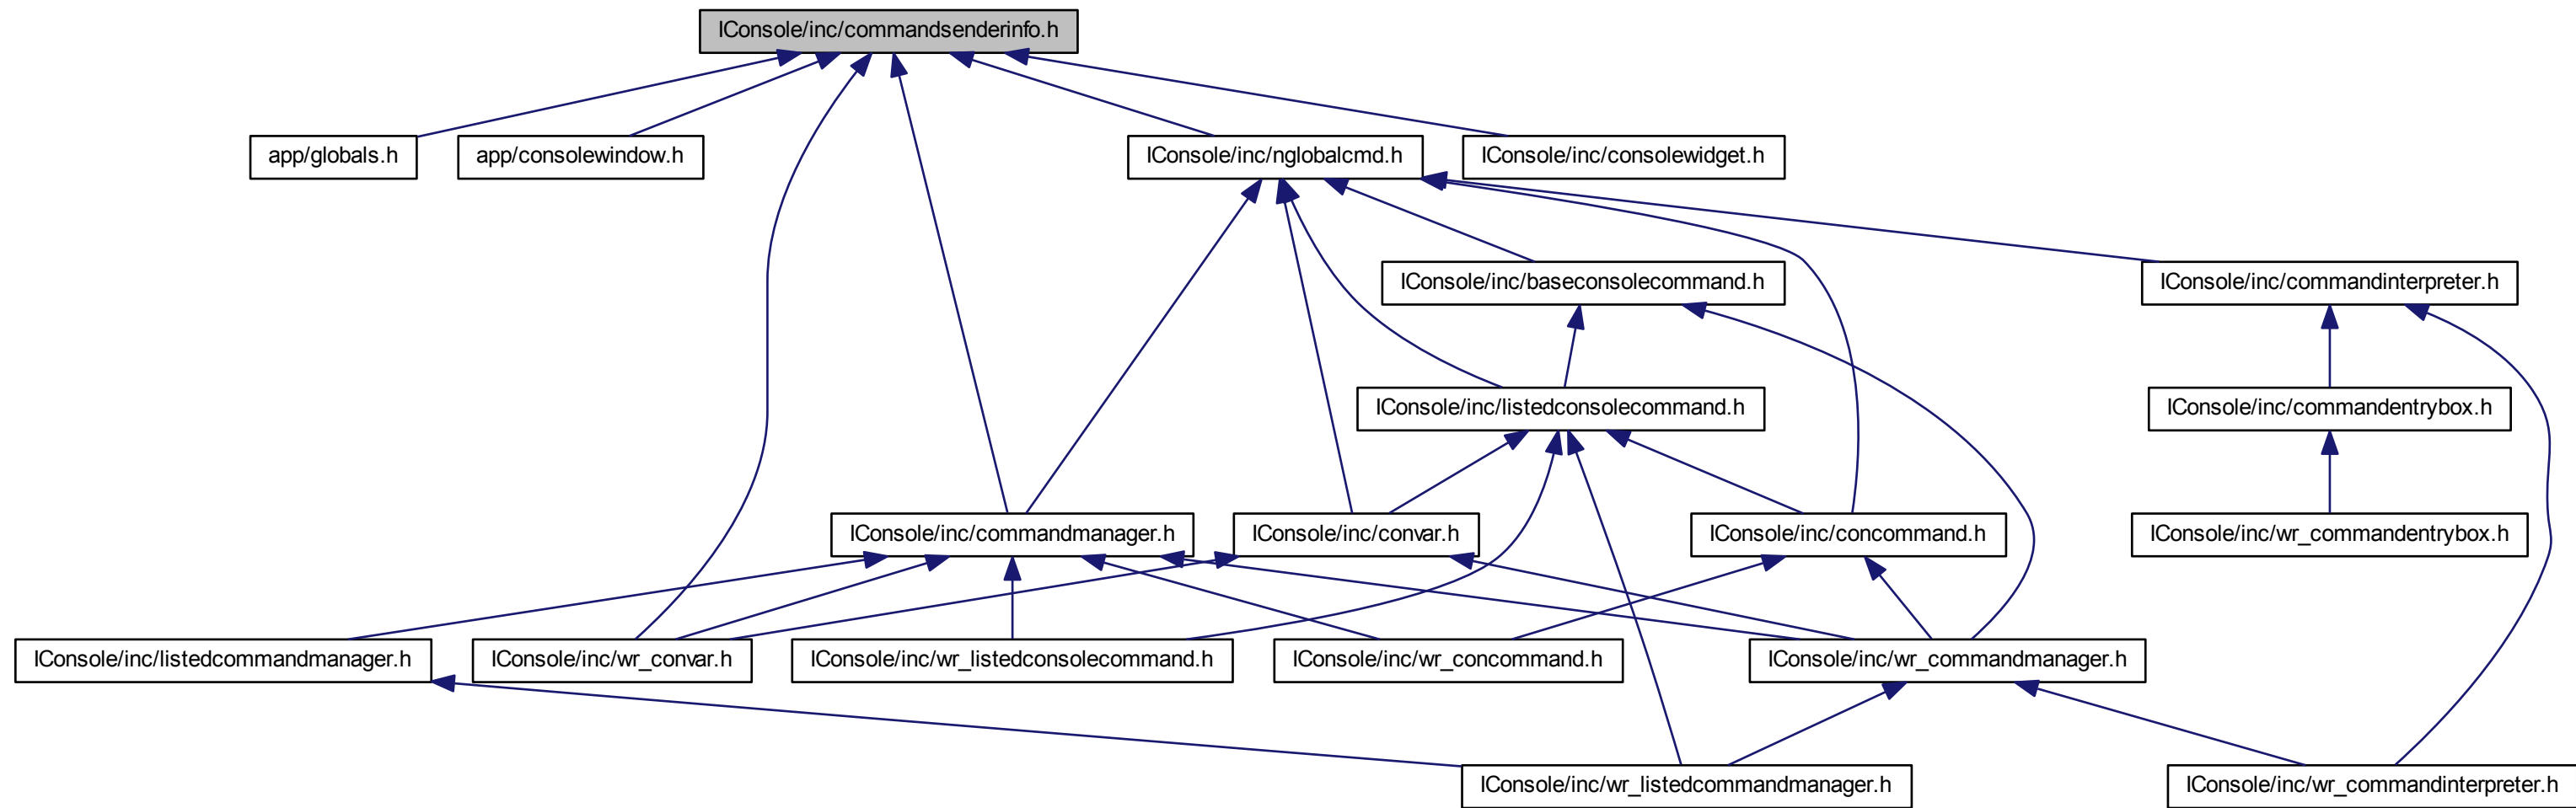 IConsole/inc/commandsenderinfo.h
app/globals.h
app/consolewindow.h
IConsole/inc/nglobalcmd.h
IConsole/inc/consolewidget.h
IConsole/inc/baseconsolecommand.h
IConsole/inc/commandinterpreter.h
IConsole/inc/listedconsolecommand.h
IConsole/inc/commandentrybox.h
IConsole/inc/commandmanager.h
IConsole/inc/convar.h
IConsole/inc/concommand.h
IConsole/inc/wr_commandentrybox.h
IConsole/inc/listedcommandmanager.h
IConsole/inc/wr_convar.h
IConsole/inc/wr_listedconsolecommand.h
IConsole/inc/wr_concommand.h
IConsole/inc/wr_commandmanager.h
IConsole/inc/wr_listedcommandmanager.h
IConsole/inc/wr_commandinterpreter.h